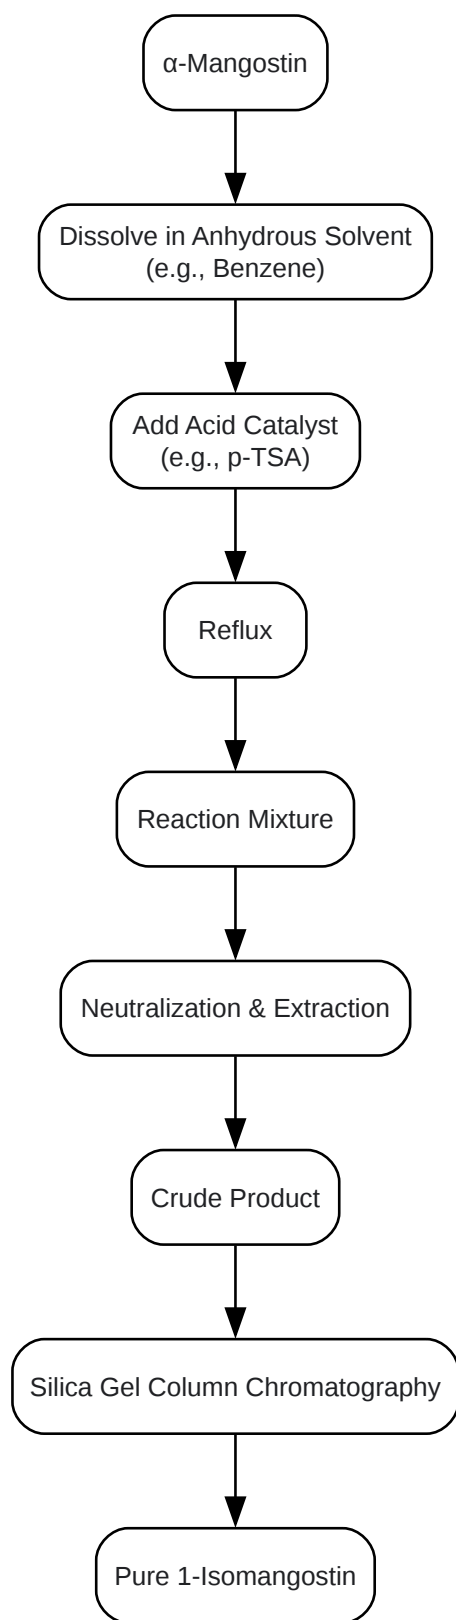 α-Mangostin
Dissolve in Anhydrous Solvent
(e.g., Benzene)
Add Acid Catalyst
(e.g., p-TSA)
Reflux
Reaction Mixture
Neutralization & Extraction
Crude Product
Silica Gel Column Chromatography
Pure 1-Isomangostin